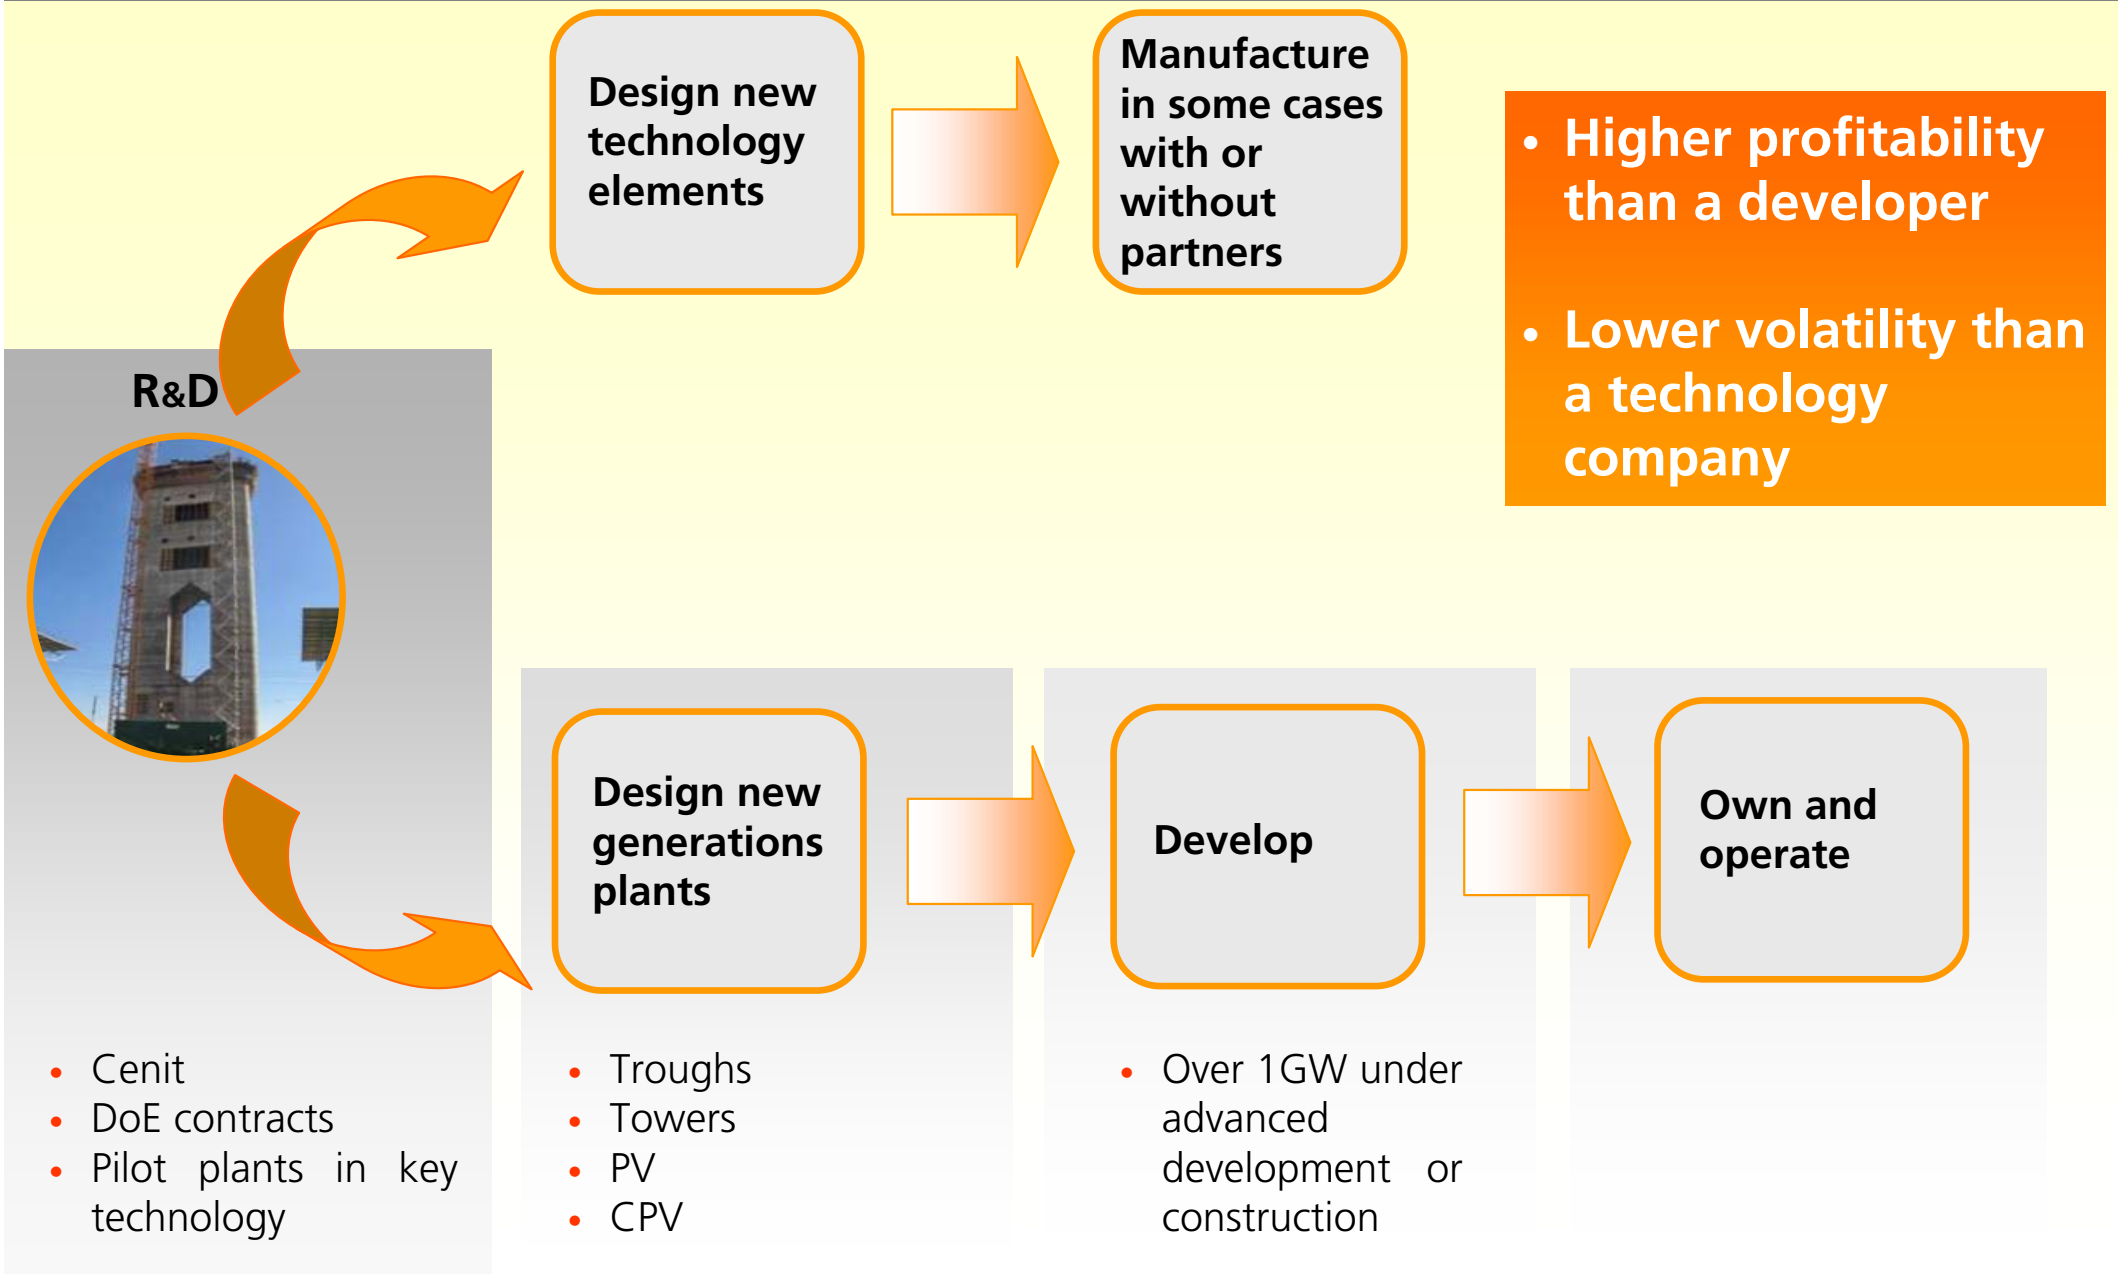 Design new
technology
elements
Manufacture
in some cases
with or
without
partners
• Higher profitability
than a developer
• Lower volatility than
a technology
company
R&D
Design new
generations
plants
Develop
Own and
operate
• Cenit
• DoE contracts
• Pilot plants in key
technology
• Troughs
• Towers
• PV
• CPV
• Over 1GW under
advanced
development or
construction